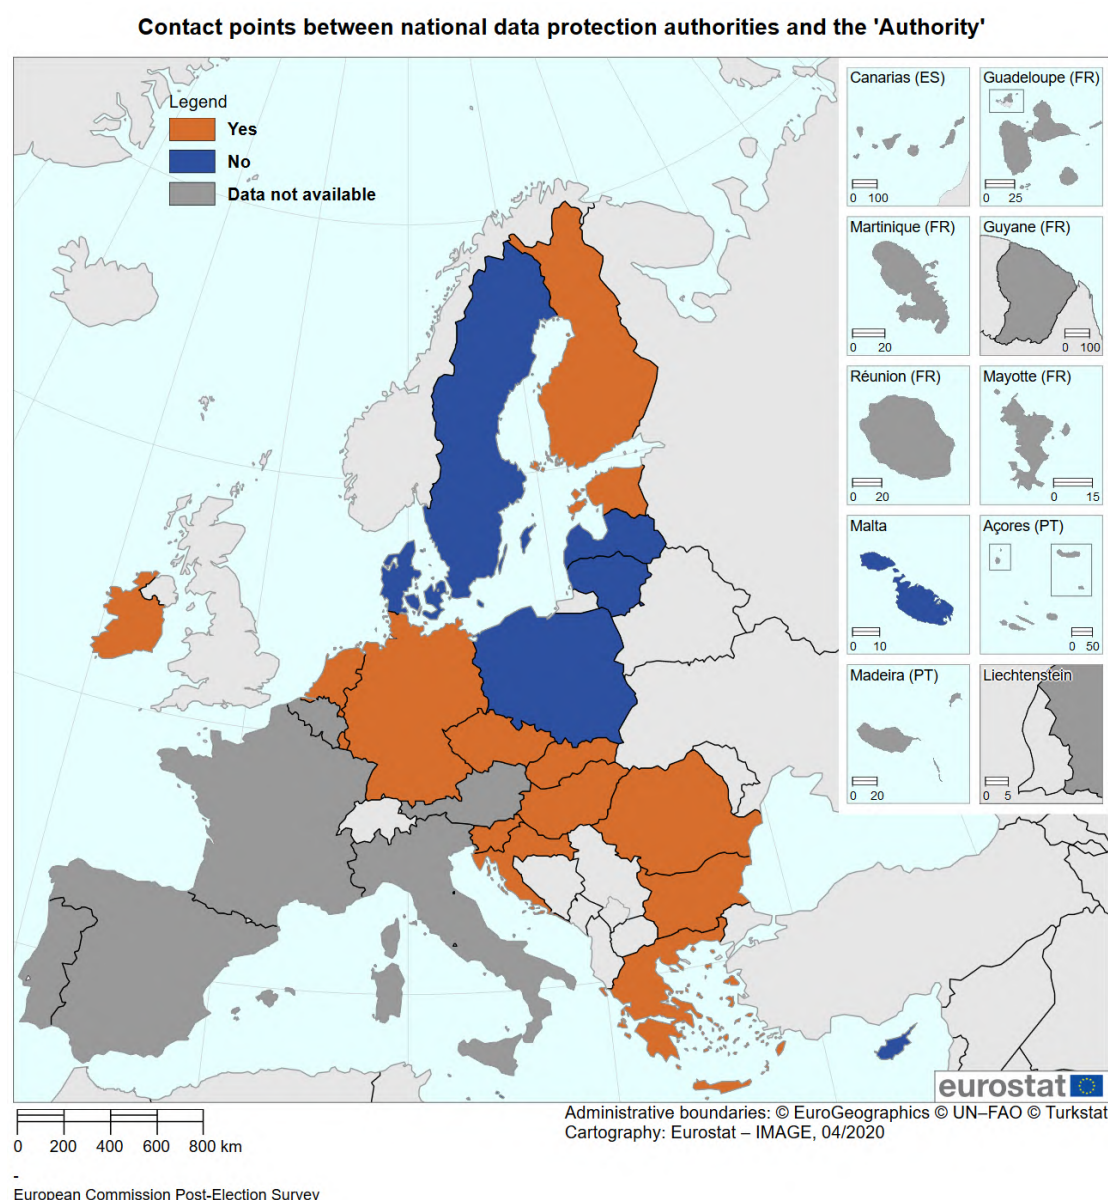 Contact points between national data protection authorities and the 'Authority'
Legend
Yes
No
Data not available
Canarias (ES)
0 100
Guadeloupe (FR)
0 25
Martinique (FR)
0 20
Guyane (FR)
0 100
Réunion (FR)
0 20
Mayotte (FR)
0 15
Malta
0 10
Açores (PT)
0 50
Madeira (PT)
0 20
Liechtenstein
0 5
eurostat
0 200 400 600 800 km
Administrative boundaries: © EuroGeographics © UN–FAO © Turkstat
Cartography: Eurostat – IMAGE, 04/2020
-
European Commission Post-Election Survey